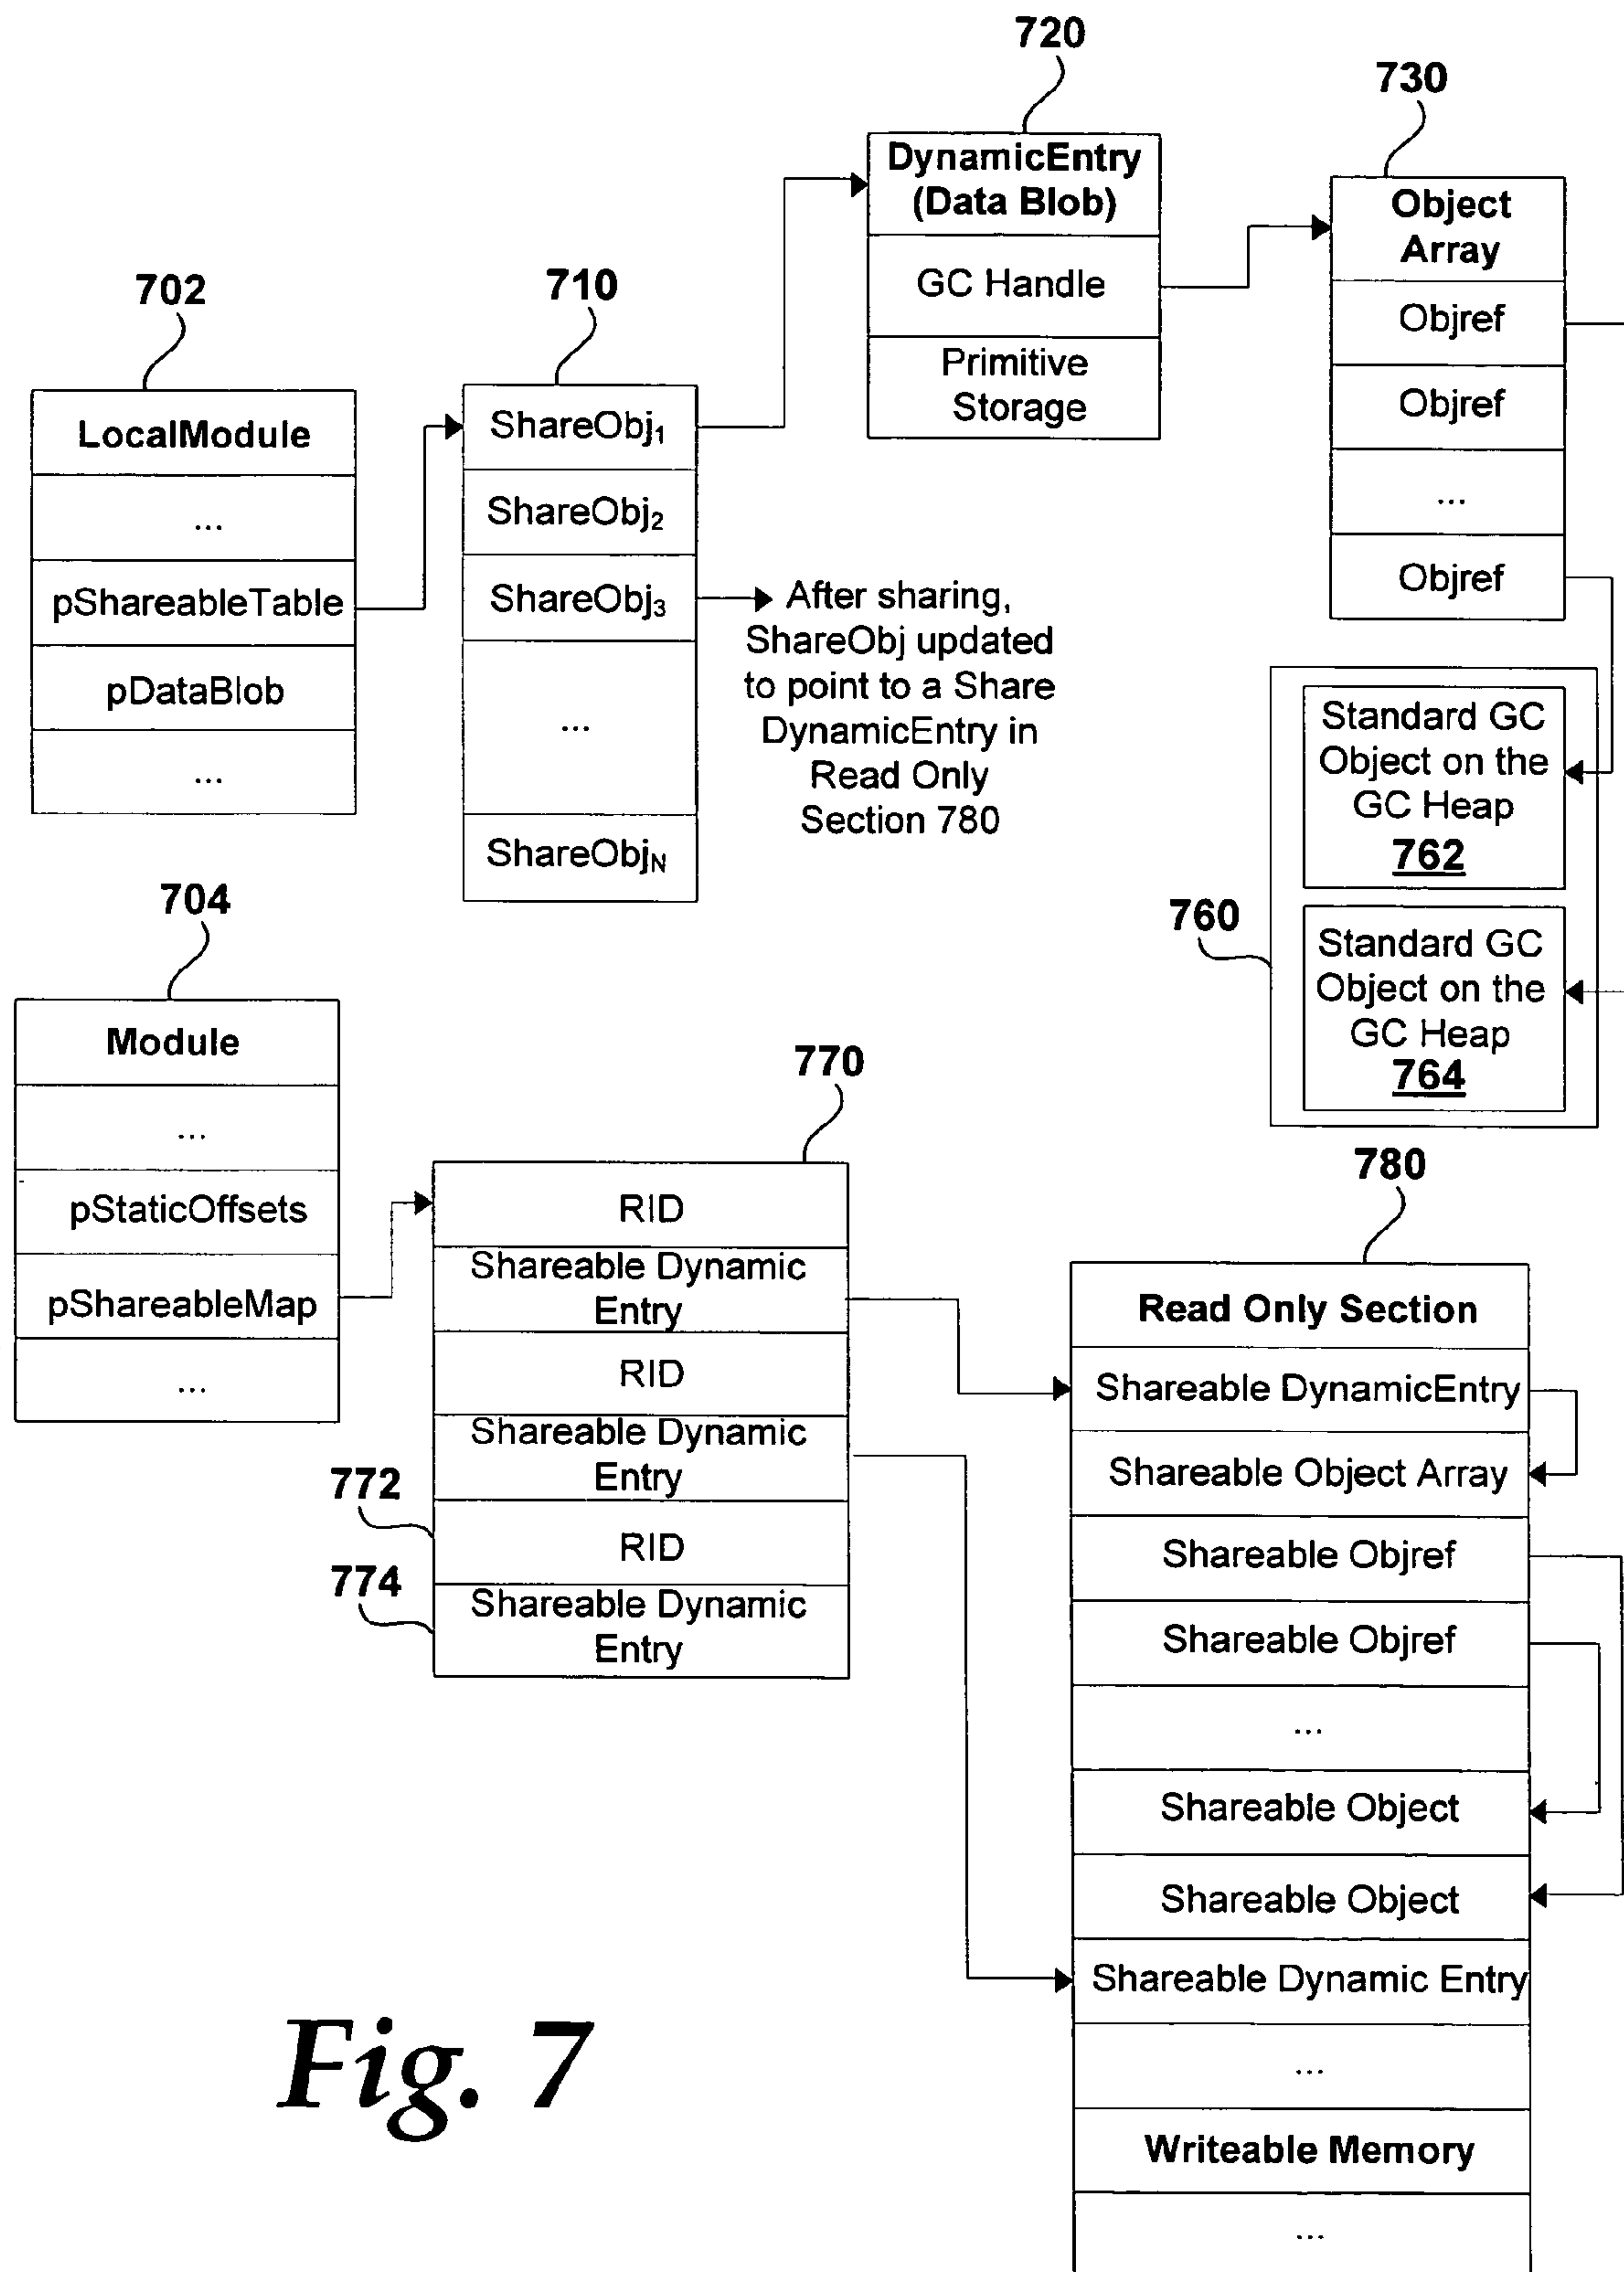 720
730
DynamicEntry
(Data Blob)
GC Handle
Primitive
Storage
Object
Array
Objref
Objref
...
Objref
702
LocalModule
...
pShareableTable
pDataBlob
...
710
ShareObj1
ShareObj2
ShareObj3
...
ShareObjN
After sharing,
ShareObj updated
to point to a Share
DynamicEntry in
Read Only
Section 780
760
Standard GC
Object on the
GC Heap
762
Standard GC
Object on the
GC Heap
764
704
Module
...
pStaticOffsets
pShareableMap
...
770
RID
Shareable Dynamic
Entry
RID
Shareable Dynamic
Entry
772
RID
774
Shareable Dynamic
Entry
780
Read Only Section
Shareable DynamicEntry
Shareable Object Array
Shareable Objref
Shareable Objref
...
Shareable Object
Shareable Object
Shareable Dynamic Entry
...
Writeable Memory
...
Fig. 7